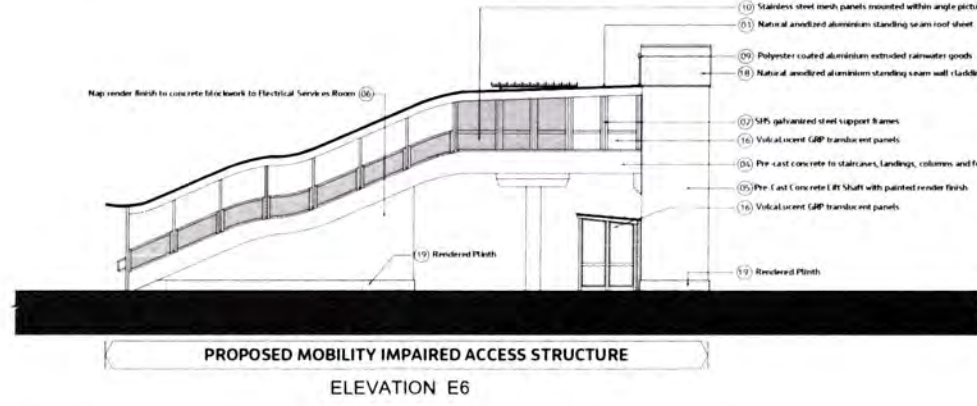 (10) Stainless steel mesh panels mounted within angle pictu
(01) Natural anodized aluminium standing seam roof sheet
(09) Polyester coated aluminium extruded rainwater goods
(18) Natural anodized aluminium standing seam wall claddin
Nap render finish to concrete blockwork to Electrical Services Room (06)
(02) SHS galvanized steel support frames
(16) VolcaLucent GRP translucent panels
(04) Pre-cast concrete to staircases, landings, columns and fo
(05) Pre-Cast Concrete Lift Shaft with painted render finish
(16) VolcaLucent GRP translucent panels
(19) Rendered Plinth
(19) Rendered Plinth
PROPOSED MOBILITY IMPAIRED ACCESS STRUCTURE
ELEVATION E6